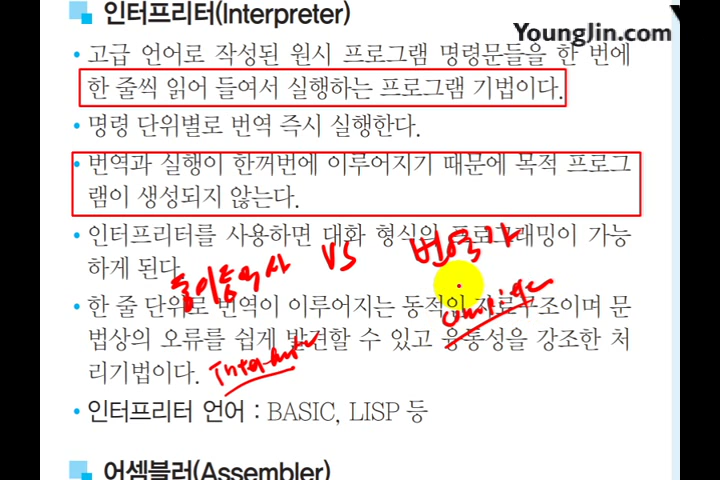 인터프리터(Interpreter)
YoungJin.com
• 고급 언어로 작성된 원시 프로그램 명령문들을 한 번에
한 줄씩 읽어 들여서 실행하는 프로그램 기법이다.
• 명령 단위별로 번역 즉시 실행한다.
• 번역과 실행이 한꺼번에 이루어지기 때문에 목적 프로그
램이 생성되지 않는다.
• 인터프리터를 사용하면 대화 형식의 프로그래밍이 가능
하게 된다.
동시통역사 VS 번역가
• 한 줄 단위로 번역이 이루어지는 동적인 자료구조이며 문
법상의 오류를 쉽게 발견할 수 있고 융통성을 강조한 처
리기법이다.
• 인터프리터 언어 : BASIC, LISP 등
어셈블러(Assembler)